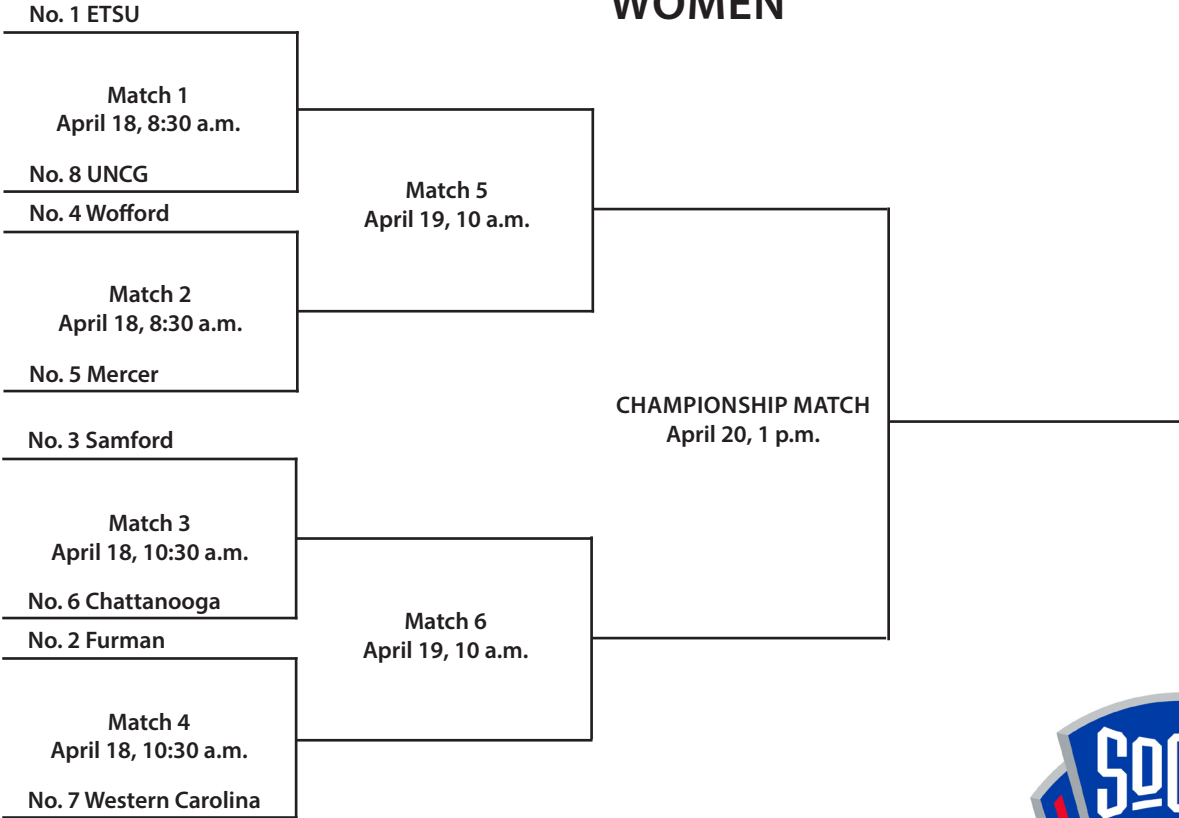 WOMEN
No. 1 ETSU
Match 1
April 18, 8:30 a.m.
No. 8 UNCG
No. 4 Wofford
Match 2
April 18, 8:30 a.m.
No. 5 Mercer
Match 5
April 19, 10 a.m.
No. 3 Samford
Match 3
April 18, 10:30 a.m.
No. 6 Chattanooga
No. 2 Furman
Match 4
April 18, 10:30 a.m.
No. 7 Western Carolina
Match 6
April 19, 10 a.m.
CHAMPIONSHIP MATCH
April 20, 1 p.m.